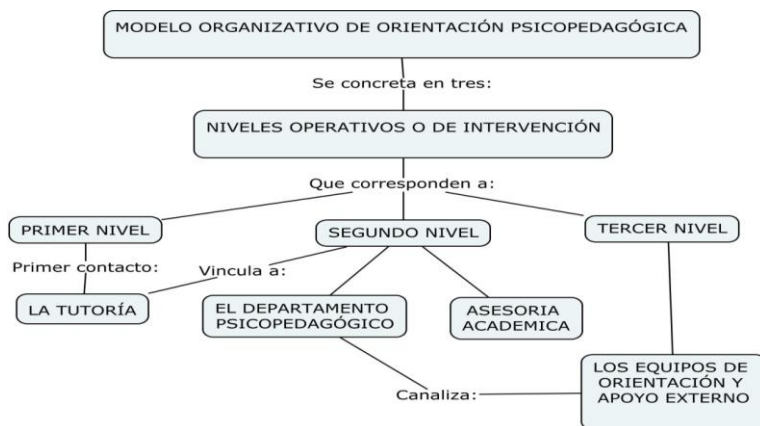 MODELO ORGANIZATIVO DE ORIENTACIÓN PSICOPEDAGÓGICA
Se concreta en tres:
NIVELES OPERATIVOS O DE INTERVENCIÓN
Que corresponden a:
PRIMER NIVEL
SEGUNDO NIVEL
TERCER NIVEL
Primer contacto:
Vincula a:
LA TUTORÍA
EL DEPARTAMENTO
PSICOPEDAGÓGICO
ASESORIA
ACADEMICA
LOS EQUIPOS DE
ORIENTACIÓN Y
APOYO EXTERNO
Canaliza: